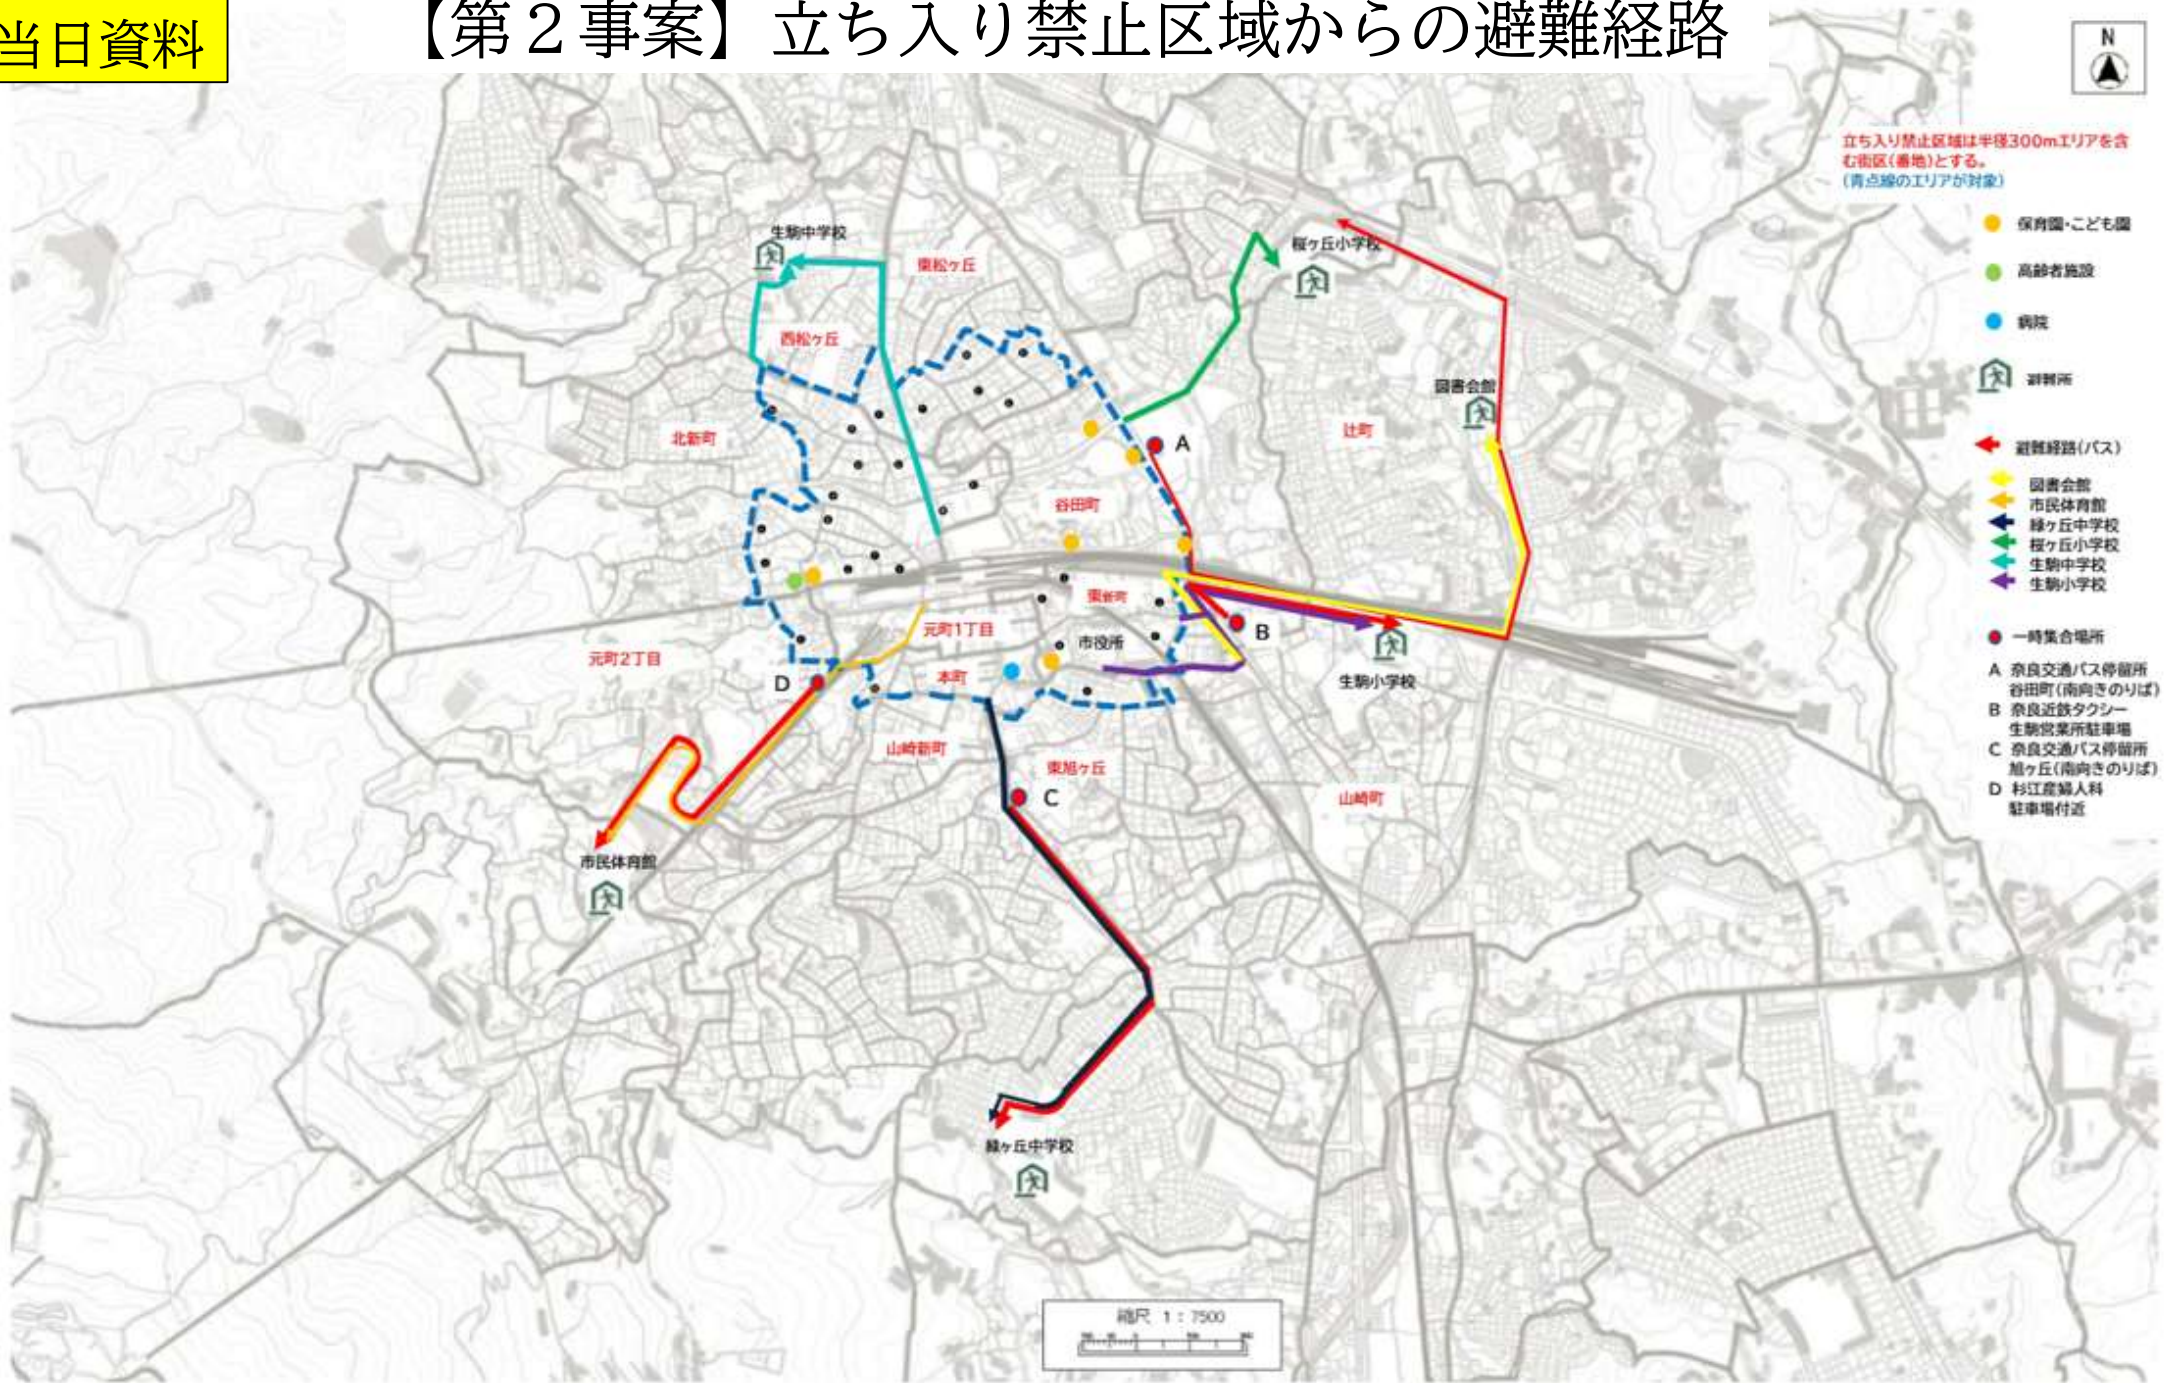 当日資料
【第２事案】立ち入り禁止区域からの避難経路
N
立ち入り禁止区域は半径300mエリアを含
む街区(番地)とする。
(青点線のエリアが対象)
保育園・こども園
高齢者施設
病院
避難所
避難経路(バス)
図書会館
市民体育館
緑ヶ丘中学校
桜ヶ丘小学校
生駒中学校
生駒小学校
一時集合場所
A 奈良交通バス停留所
谷田町(南向きのりば)
B 奈良近鉄タクシー
生駒営業所駐車場
C 奈良交通バス停留所
旭ヶ丘(南向きのりば)
D 杉江産婦人科
駐車場付近
生駒中学校
東松ヶ丘
桜ヶ丘小学校
西松ヶ丘
図書会館
北新町
辻町
A
谷田町
東新町
元町1丁目
市役所
B
元町2丁目
本町
生駒小学校
D
山崎新町
東旭ヶ丘
C
山崎町
市民体育館
緑ヶ丘中学校
縮尺 1：7500